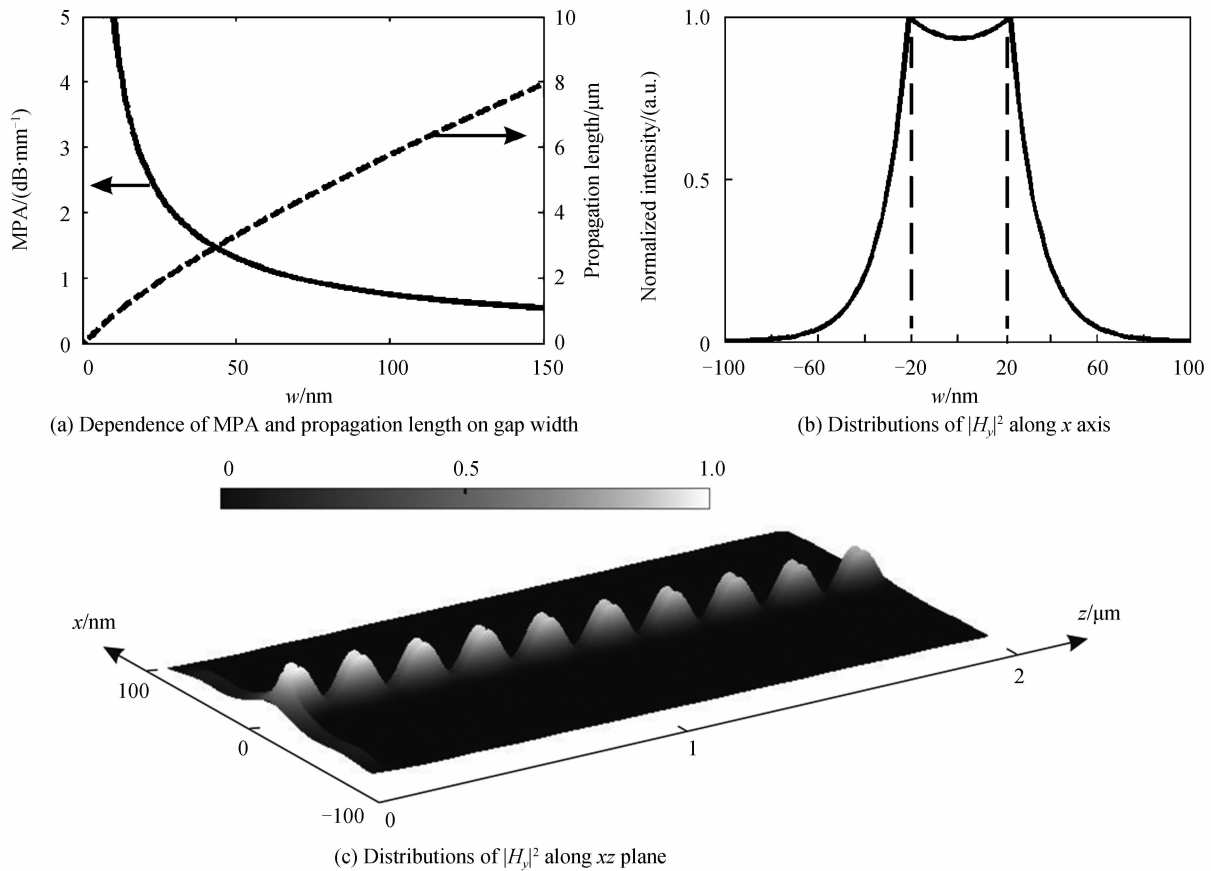 5
4
3
2
1
0
MPA/(dB·mm⁻¹)
10
8
6
4
2
0
Propagation length/μm
0 50 100 150
w/nm
(a) Dependence of MPA and propagation length on gap width
1.0
0.5
0
Normalized intensity/(a.u.)
−100 −60 −20 20 60 100
w/nm
(b) Distributions of |Hy|² along x axis
0 0.5 1.0
x/nm
100
0
−100
z/μm
0
1
2
(c) Distributions of |Hy|² along xz plane